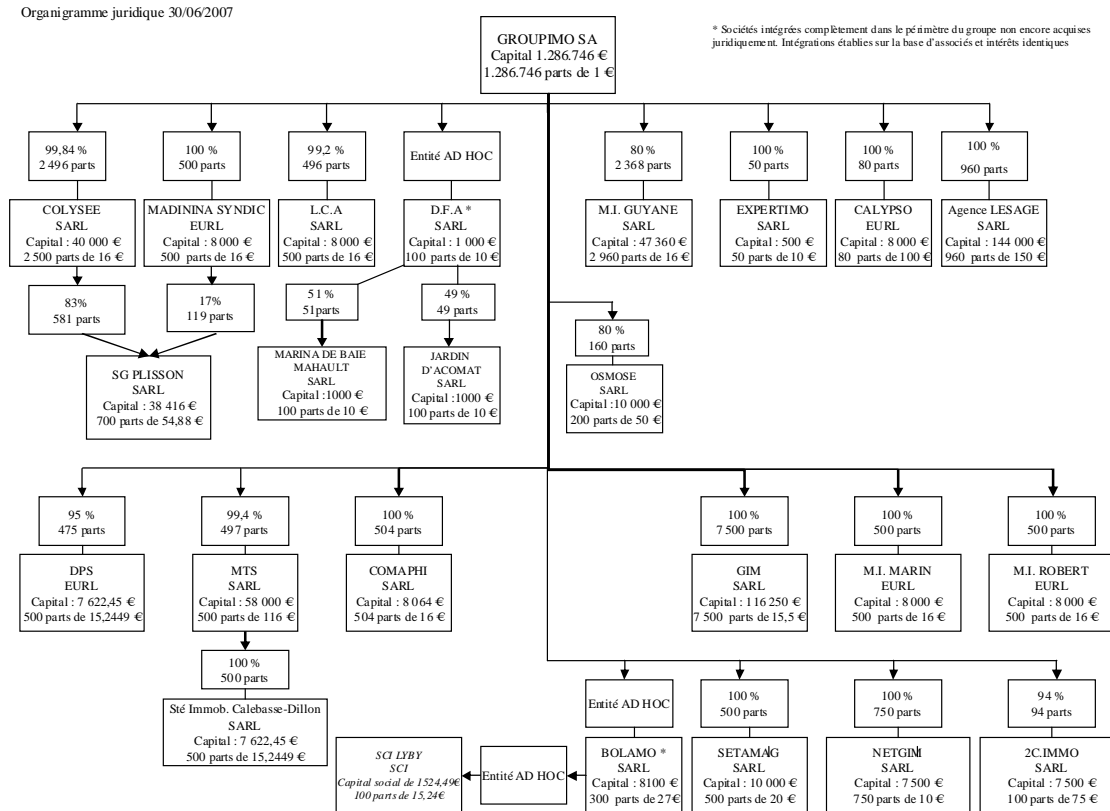 Organigramme juridique 30/06/2007
GROUPIMO SA
Capital 1.286.746 €
1.286.746 parts de 1 €
* Sociétés intégrées complètement dans le périmètre du groupe non encore acquises
juridiquement. Intégrations établies sur la base d'associés et intérêts identiques
99,84 %
2 496 parts
100 %
500 parts
99,2 %
496 parts
Entité AD HOC
80 %
2 368 parts
100 %
50 parts
100 %
80 parts
100 %
960 parts
COLYSEE
SARL
Capital : 40 000 €
2 500 parts de 16 €
MADININA SYNDIC
EURL
Capital : 8 000 €
500 parts de 16 €
L.C.A
SARL
Capital : 8 000 €
500 parts de 16 €
D.F.A *
SARL
Capital : 1 000 €
100 parts de 10 €
M.I. GUYANE
SARL
Capital : 47 360 €
2 960 parts de 16 €
EXPERTIMO
SARL
Capital : 500 €
50 parts de 10 €
CALYPSO
EURL
Capital : 8 000 €
80 parts de 100 €
Agence LESAGE
SARL
Capital : 144 000 €
960 parts de 150 €
83%
581 parts
17%
119 parts
51 %
51parts
49 %
49 parts
80 %
160 parts
SG PLISSON
SARL
Capital : 38 416 €
700 parts de 54,88 €
MARINA DE BAIE
MAHAULT
SARL
Capital :1000 €
100 parts de 10 €
JARDIN
D'ACOMAT
SARL
Capital :1000 €
100 parts de 10 €
OSMOSE
SARL
Capital :10 000 €
200 parts de 50 €
95 %
475 parts
99,4 %
497 parts
100 %
504 parts
100 %
7 500 parts
100 %
500 parts
100 %
500 parts
DPS
EURL
Capital : 7 622,45 €
500 parts de 15,2449 €
MTS
SARL
Capital : 58 000 €
500 parts de 116 €
COMAPHI
SARL
Capital : 8 064 €
504 parts de 16 €
GIM
SARL
Capital : 116 250 €
7 500 parts de 15,5 €
M.I. MARIN
EURL
Capital : 8 000 €
500 parts de 16 €
M.I. ROBERT
EURL
Capital : 8 000 €
500 parts de 16 €
100 %
500 parts
Sté Immob. Calebasse-Dillon
SARL
Capital : 7 622,45 €
500 parts de 15,2449 €
Entité AD HOC
100 %
500 parts
100 %
750 parts
94 %
94 parts
SCI LYBY
SCI
Capital social de 1524,49€
100 parts de 15,24€
Entité AD HOC
BOLAMO *
SARL
Capital : 8100 €
300 parts de 27€
SETAMAG
SARL
Capital : 10 000 €
500 parts de 20 €
NETGIM
SARL
Capital : 7 500 €
750 parts de 10 €
2C.IMMO
SARL
Capital : 7 500 €
100 parts de 75 €